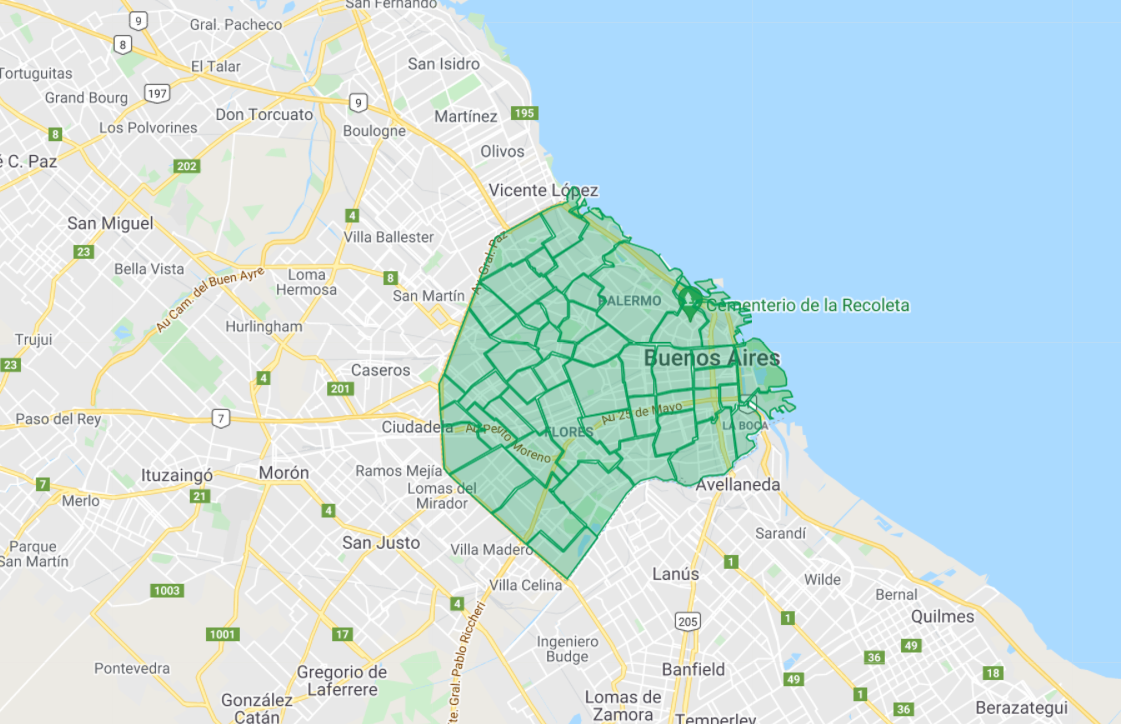 San Fernando
9
Gral. Pacheco
8
El Talar
San Isidro
Tortuguitas
Grand Bourg
197
9
Don Torcuato
Martínez
195
Los Polvorines
Boulogne
8
Olivos
é C. Paz
202
Vicente López
San Miguel
4
Villa Ballester
23
Av. Gral. Paz
Bella Vista
Au Cam. del Buen Ayre
Loma
Hermosa
8
San Martín
PALERMO
Cementerio de la Recoleta
Hurlingham
Trujui
Buenos Aires
23
Caseros
4
201
Paso del Rey
7
Ciudadela
Au 25 de Mayo
Au Perito Moreno
FLORES
LA BOCA
Ramos Mejía
Ituzaingó
Morón
7
Merlo
21
Lomas del
Mirador
Avellaneda
4
Sarandí
San Justo
Villa Madero
Parque
San Martín
1
Lanús
Wilde
Villa Celina
1003
4
Bernal
Quilmes
1
205
1001
17
Ingeniero
Budge
49
36
Pontevedra
Gregorio de
Laferrere
te. Gral. Pablo Riccheri
Banfield
49
18
1
González
Catán
Lomas de
Zamora
36
Berazategui
Temperley